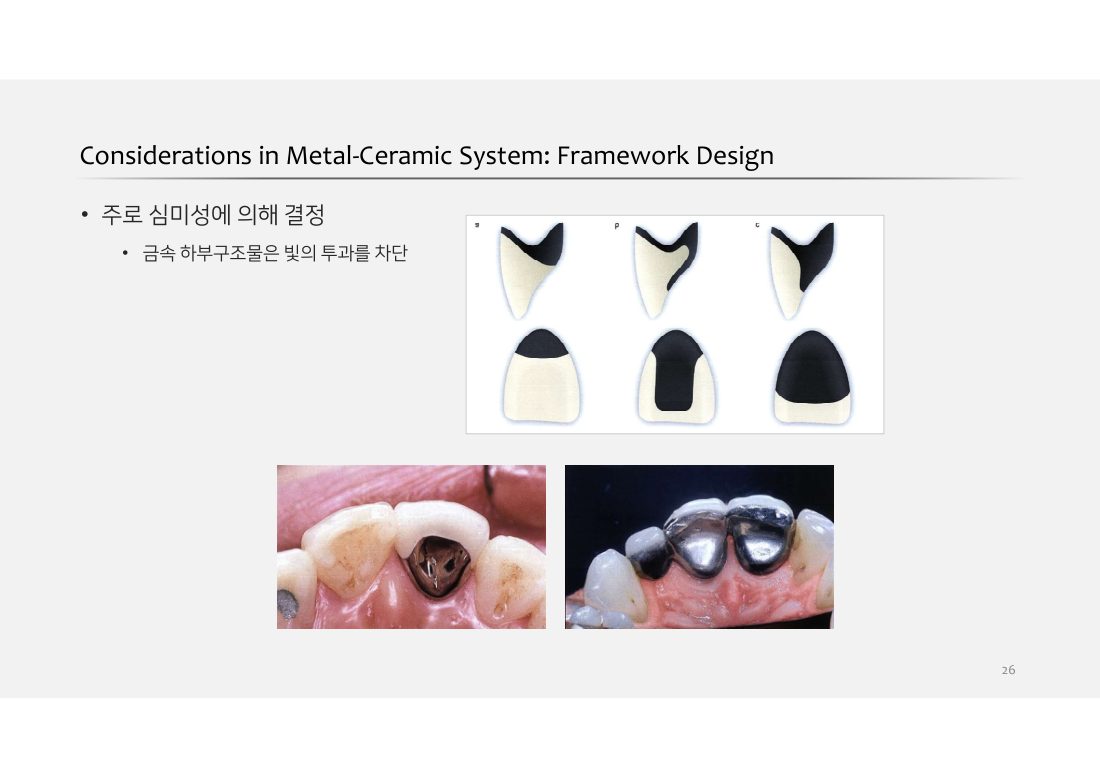 Considerations in Metal-Ceramic System: Framework Design
• 주로 심미성에 의해 결정
• 금속 하부구조물은 빛의 투과를 차단
a b c
26